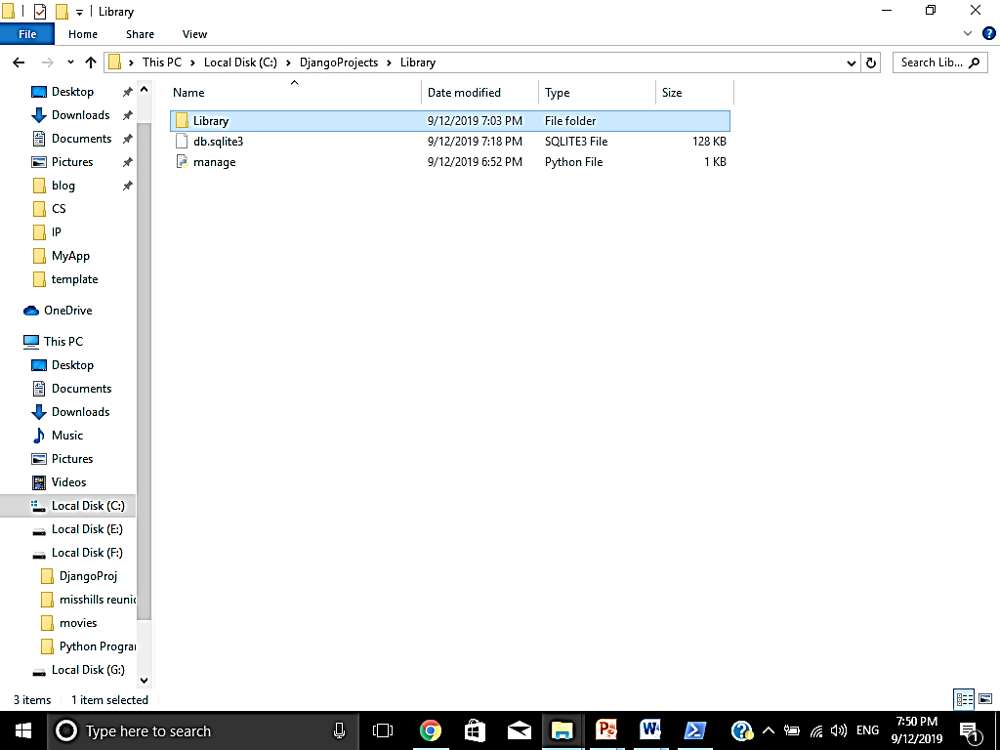 Library
File Home Share View
This PC Local Disk (C:) DjangoProjects Library
Search Lib...
Name Date modified Type Size
Library 9/12/2019 7:03 PM File folder
db.sqlite3 9/12/2019 7:18 PM SQLITE3 File 128 KB
manage 9/12/2019 6:52 PM Python File 1 KB
Desktop
Downloads
Documents
Pictures
blog
CS
IP
MyApp
template
OneDrive
This PC
Desktop
Documents
Downloads
Music
Pictures
Videos
Local Disk (C:)
Local Disk (E:)
Local Disk (F:)
DjangoProj
misshills reunio
movies
Python Prograr
Local Disk (G:)
3 items 1 item selected
Type here to search
ENG
7:50 PM
9/12/2019
1